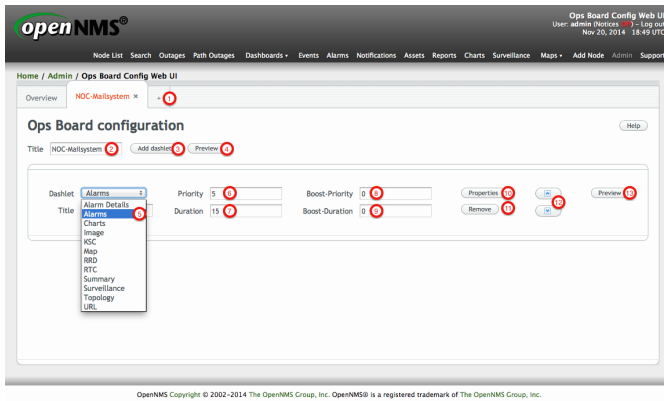 openNMS®
Ops Board Config Web UI
User: admin (Notices Off) - Log out
Nov 20, 2014 18:49 UTC
Node List Search Outages Path Outages Dashboards Events Alarms Notifications Assets Reports Charts Surveillance Maps Add Node Admin Support
Home / Admin / Ops Board Config Web UI
Overview NOC-Mailsystem × + 1
Ops Board configuration
Help
Title NOC-Mailsystem 2 Add dashlet 3 Preview 4
Dashlet Alarms Priority 5 6 Boost-Priority 0 8 Properties 10 12 Preview 13
Title Duration 15 7 Boost-Duration 0 9 Remove 11
Alarm Details
Alarms 5
Charts
Image
KSC
Map
RRD
RTC
Summary
Surveillance
Topology
URL
OpenNMS Copyright © 2002-2014 The OpenNMS Group, Inc. OpenNMS® is a registered trademark of The OpenNMS Group, Inc.